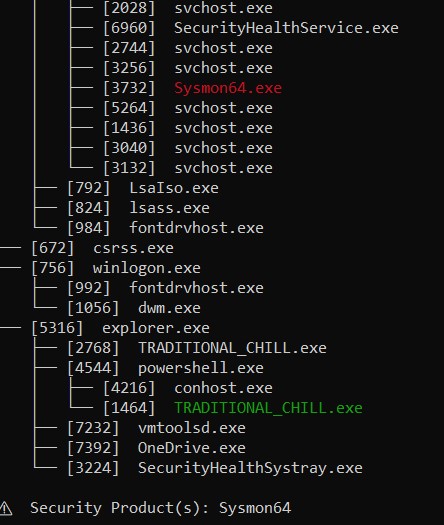 [2028] svchost.exe
[6960] SecurityHealthService.exe
[2744] svchost.exe
[3256] svchost.exe
[3732] Sysmon64.exe
[5264] svchost.exe
[1436] svchost.exe
[3040] svchost.exe
[3132] svchost.exe
[792] LsaIso.exe
[824] lsass.exe
[984] fontdrvhost.exe
[672] csrss.exe
[756] winlogon.exe
[992] fontdrvhost.exe
[1056] dwm.exe
[5316] explorer.exe
[2768] TRADITIONAL_CHILL.exe
[4544] powershell.exe
[4216] conhost.exe
[1464] TRADITIONAL_CHILL.exe
[7232] vmtoolsd.exe
[7392] OneDrive.exe
[3224] SecurityHealthSystray.exe
⚠ Security Product(s): Sysmon64